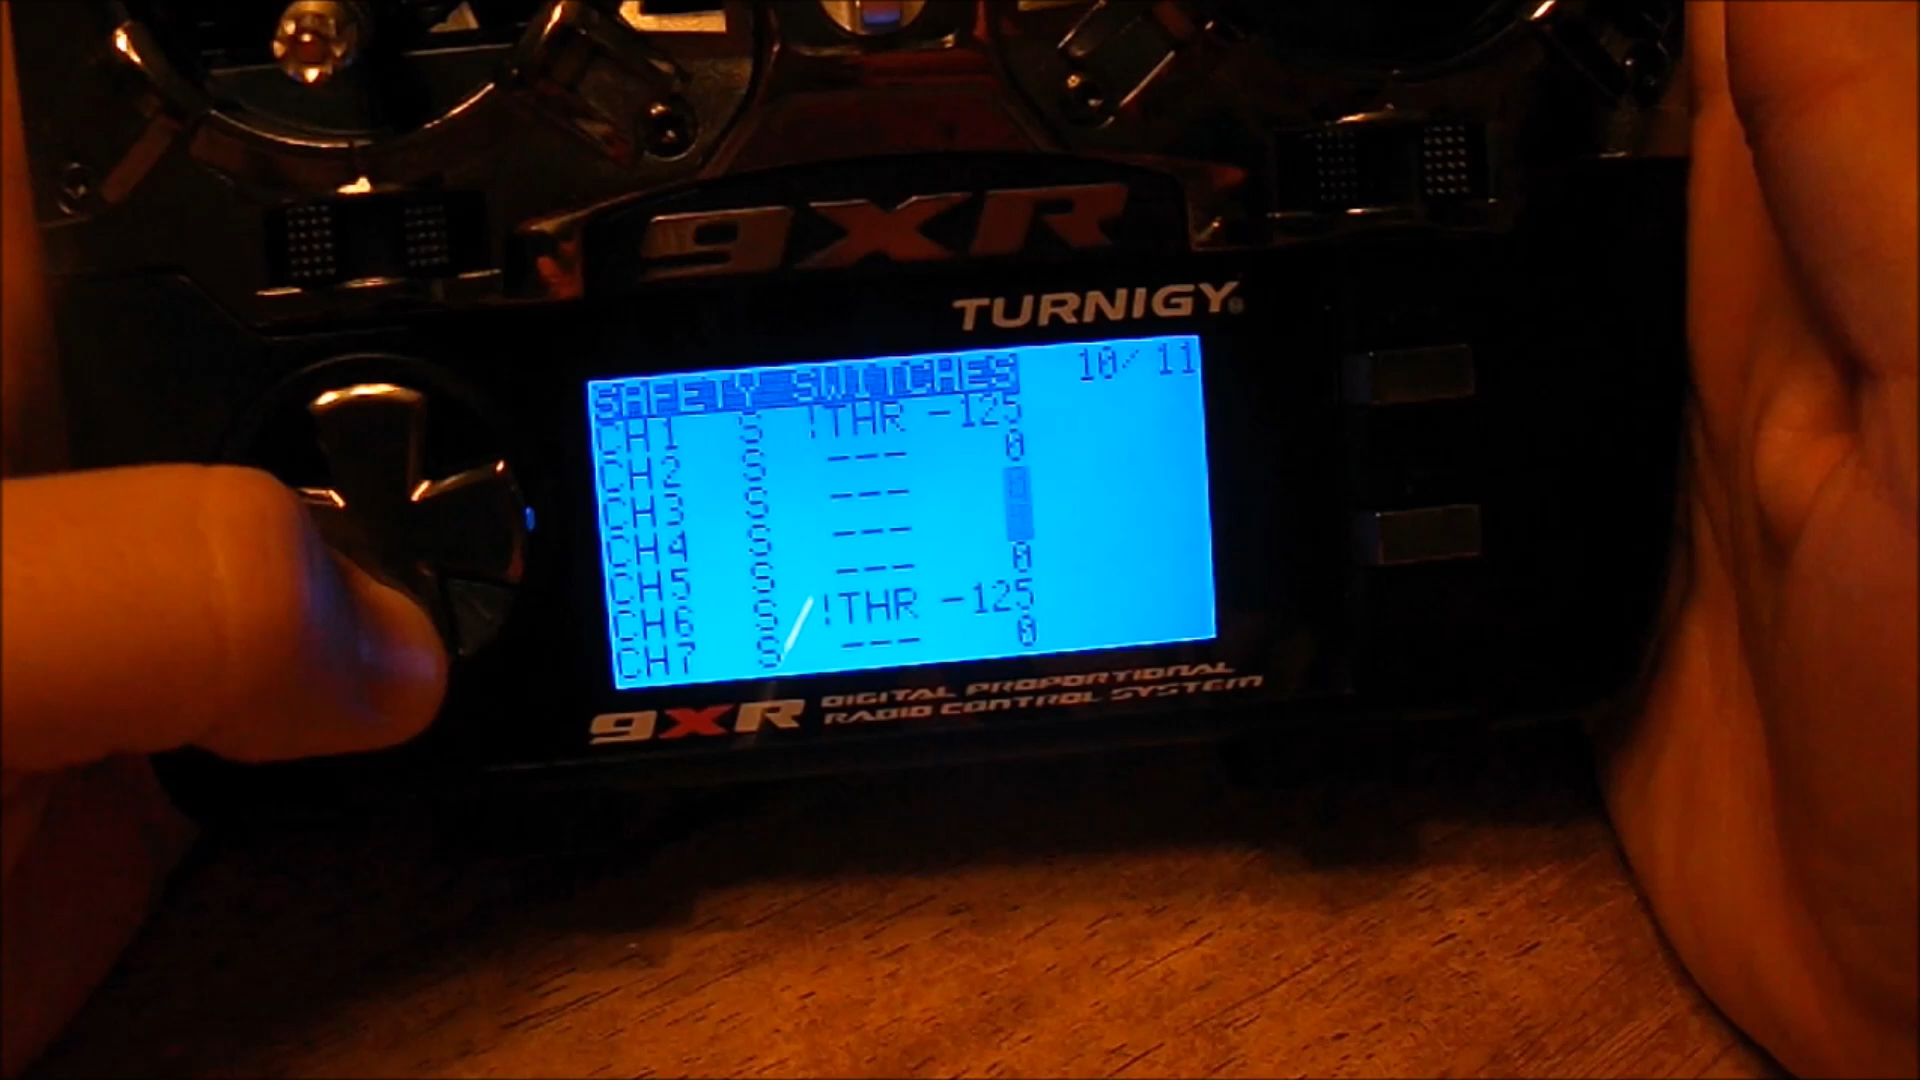 9XR
TURNIGY
SAFETY SWITCHES 10/11
CH1 S !THR -125
CH2 S --- 0
CH3 S --- 0
CH4 S ---
CH5 S --- 0
CH6 S !THR -125
CH7 S --- 0
9XR DIGITAL PROPORTIONAL
RADIO CONTROL SYSTEM